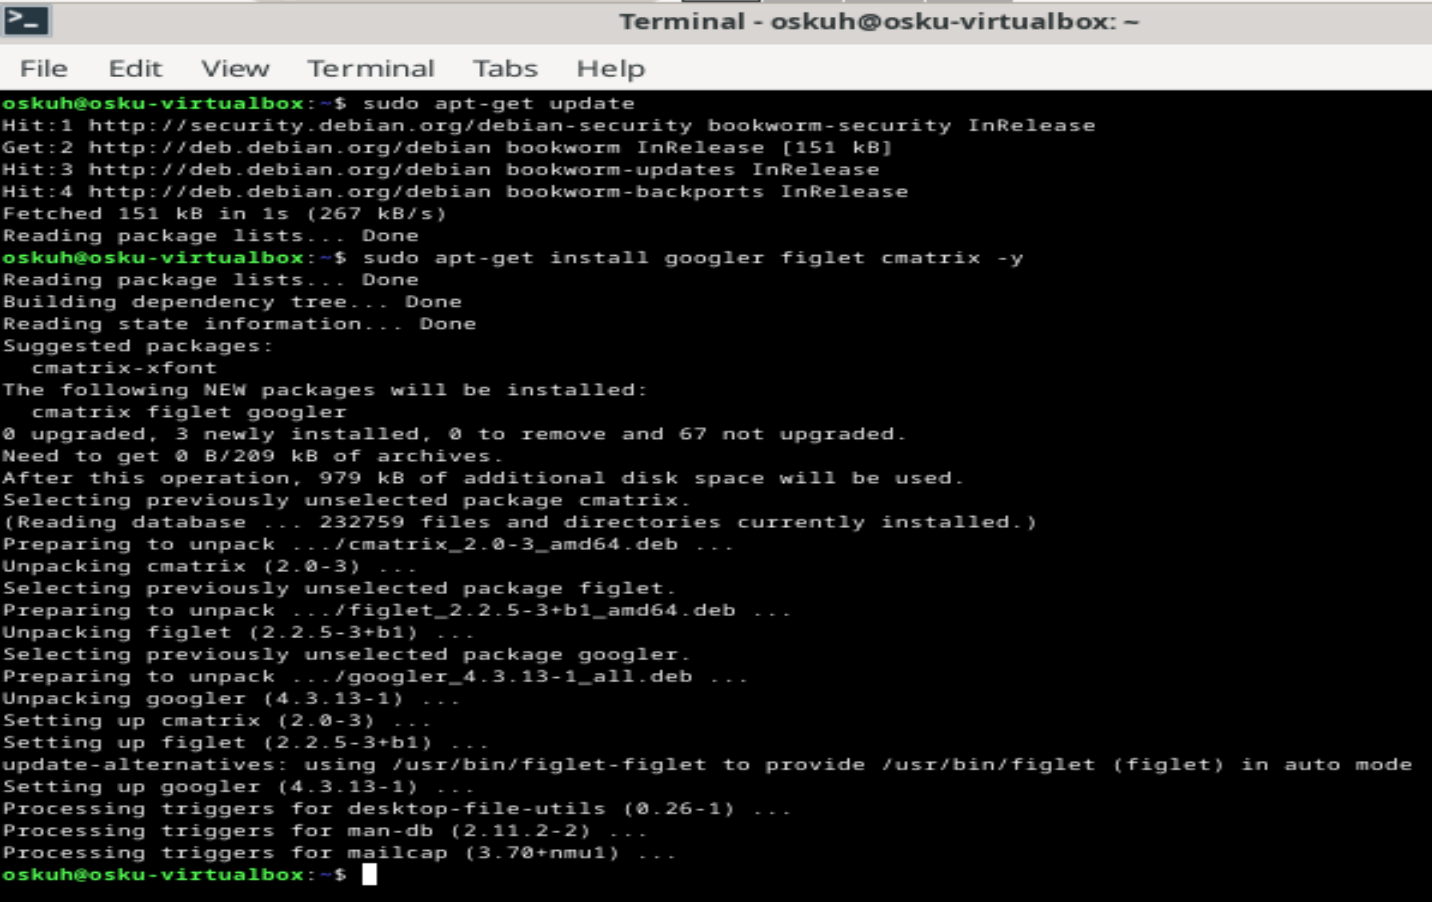 Terminal - oskuh@osku-virtualbox: ~
File Edit View Terminal Tabs Help
oskuh@osku-virtualbox:~$ sudo apt-get update
Hit:1 http://security.debian.org/debian-security bookworm-security InRelease
Get:2 http://deb.debian.org/debian bookworm InRelease [151 kB]
Hit:3 http://deb.debian.org/debian bookworm-updates InRelease
Hit:4 http://deb.debian.org/debian bookworm-backports InRelease
Fetched 151 kB in 1s (267 kB/s)
Reading package lists... Done
oskuh@osku-virtualbox:~$ sudo apt-get install googler figlet cmatrix -y
Reading package lists... Done
Building dependency tree... Done
Reading state information... Done
Suggested packages:
  cmatrix-xfont
The following NEW packages will be installed:
  cmatrix figlet googler
0 upgraded, 3 newly installed, 0 to remove and 67 not upgraded.
Need to get 0 B/209 kB of archives.
After this operation, 979 kB of additional disk space will be used.
Selecting previously unselected package cmatrix.
(Reading database ... 232759 files and directories currently installed.)
Preparing to unpack .../cmatrix_2.0-3_amd64.deb ...
Unpacking cmatrix (2.0-3) ...
Selecting previously unselected package figlet.
Preparing to unpack .../figlet_2.2.5-3+b1_amd64.deb ...
Unpacking figlet (2.2.5-3+b1) ...
Selecting previously unselected package googler.
Preparing to unpack .../googler_4.3.13-1_all.deb ...
Unpacking googler (4.3.13-1) ...
Setting up cmatrix (2.0-3) ...
Setting up figlet (2.2.5-3+b1) ...
update-alternatives: using /usr/bin/figlet-figlet to provide /usr/bin/figlet (figlet) in auto mode
Setting up googler (4.3.13-1) ...
Processing triggers for desktop-file-utils (0.26-1) ...
Processing triggers for man-db (2.11.2-2) ...
Processing triggers for mailcap (3.70+nmu1) ...
oskuh@osku-virtualbox:~$